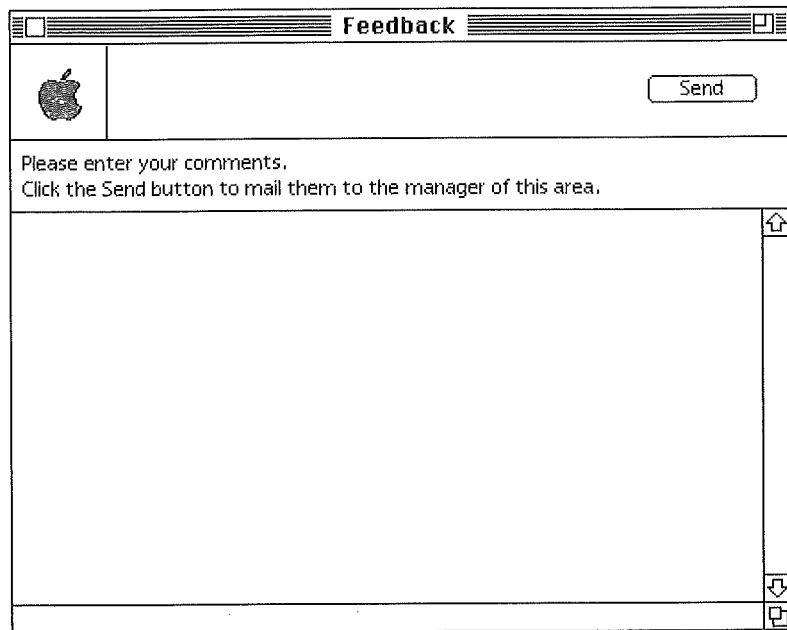 Feedback
Send
Please enter your comments.
Click the Send button to mail them to the manager of this area.